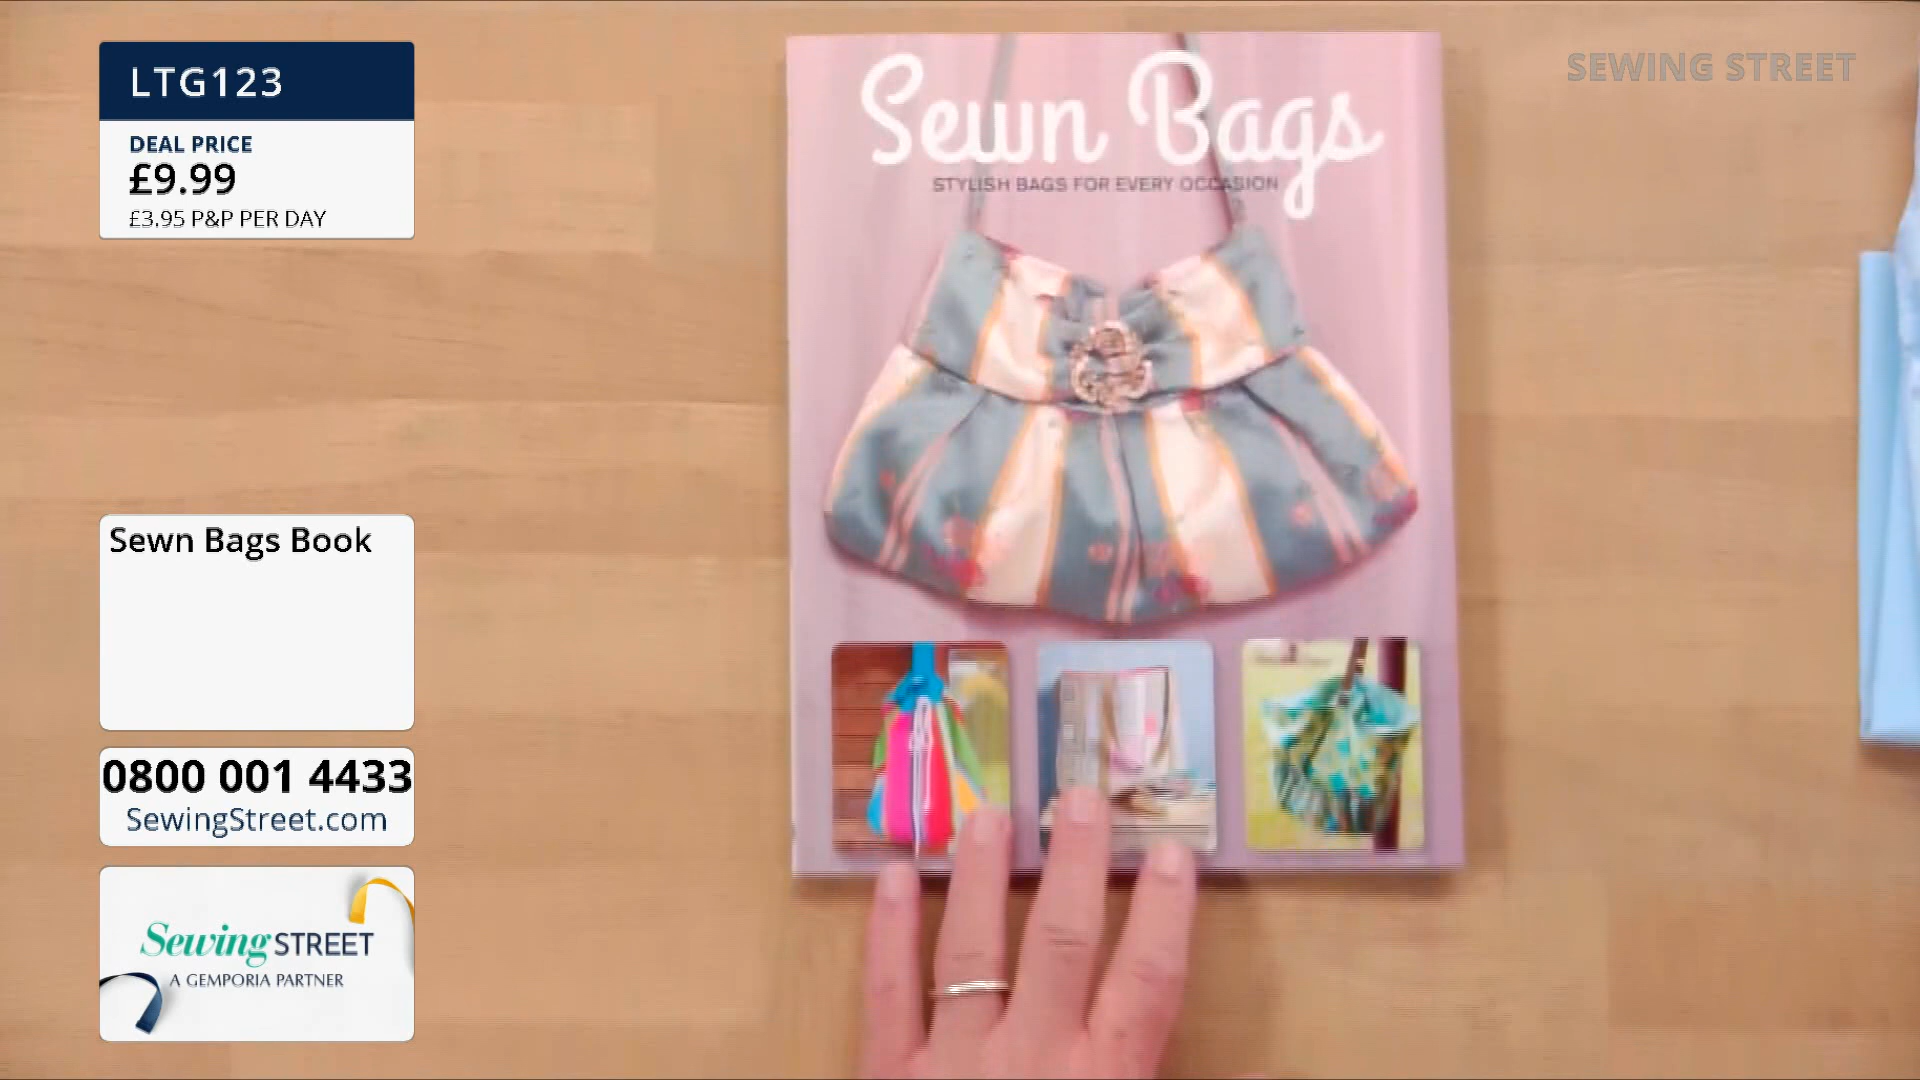 LTG123
DEAL PRICE
£9.99
£3.95 P&P PER DAY
SEWING STREET
Sewn Bags
STYLISH BAGS FOR EVERY OCCASION
Sewn Bags Book
0800 001 4433
SewingStreet.com
Sewing STREET
A GEMPORIA PARTNER